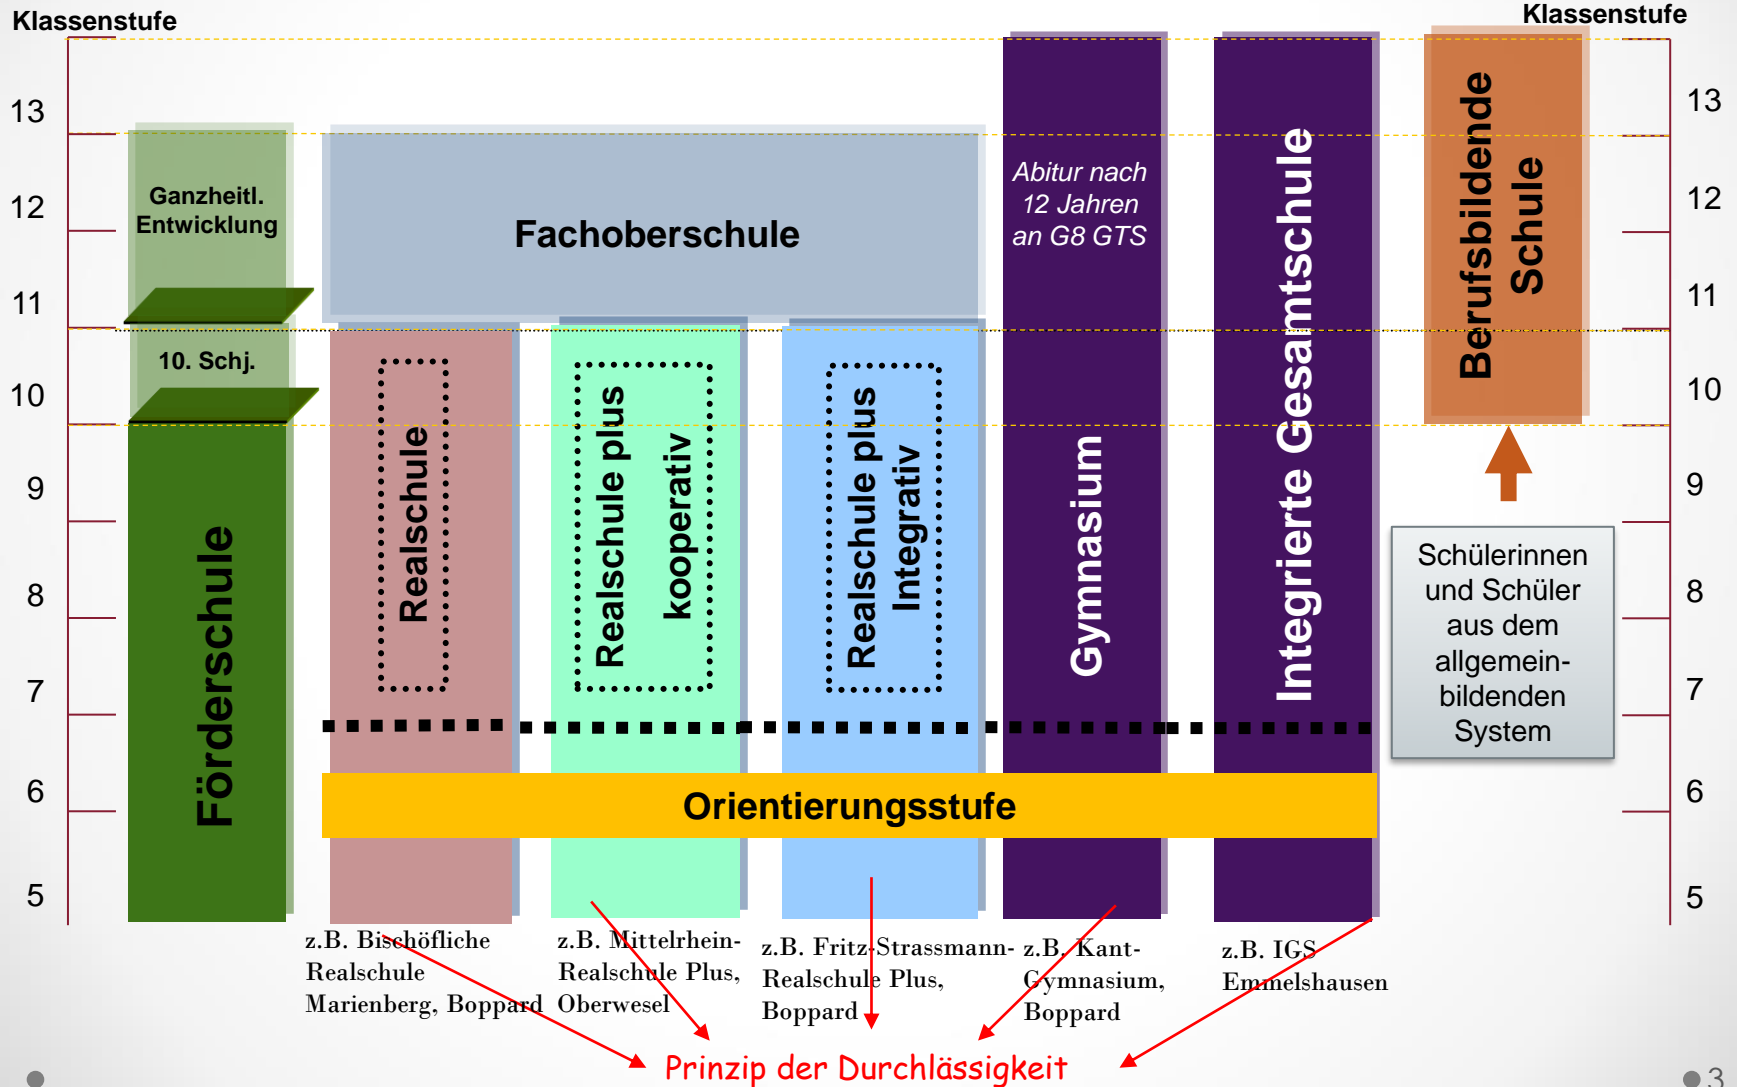 Klassenstufe
Klassenstufe
13
12
11
10
9
8
7
6
5
Ganzheitl.
Entwicklung
10. Schj.
Förderschule
Fachoberschule
Realschule
Realschule plus
kooperativ
Realschule plus
Integrativ
Abitur nach
12 Jahren
an G8 GTS
Gymnasium
Integrierte Gesamtschule
Berufsbildende
Schule
13
12
11
10
9
8
7
6
5
Schülerinnen
und Schüler
aus dem
allgemein-
bildenden
System
Orientierungsstufe
z.B. Bischöfliche
Realschule
Marienberg, Boppard
z.B. Mittelrhein-
Realschule Plus,
Oberwesel
z.B. Fritz-Strassmann-
Realschule Plus,
Boppard
z.B. Kant-
Gymnasium,
Boppard
z.B. IGS
Emmelshausen
Prinzip der Durchlässigkeit
3